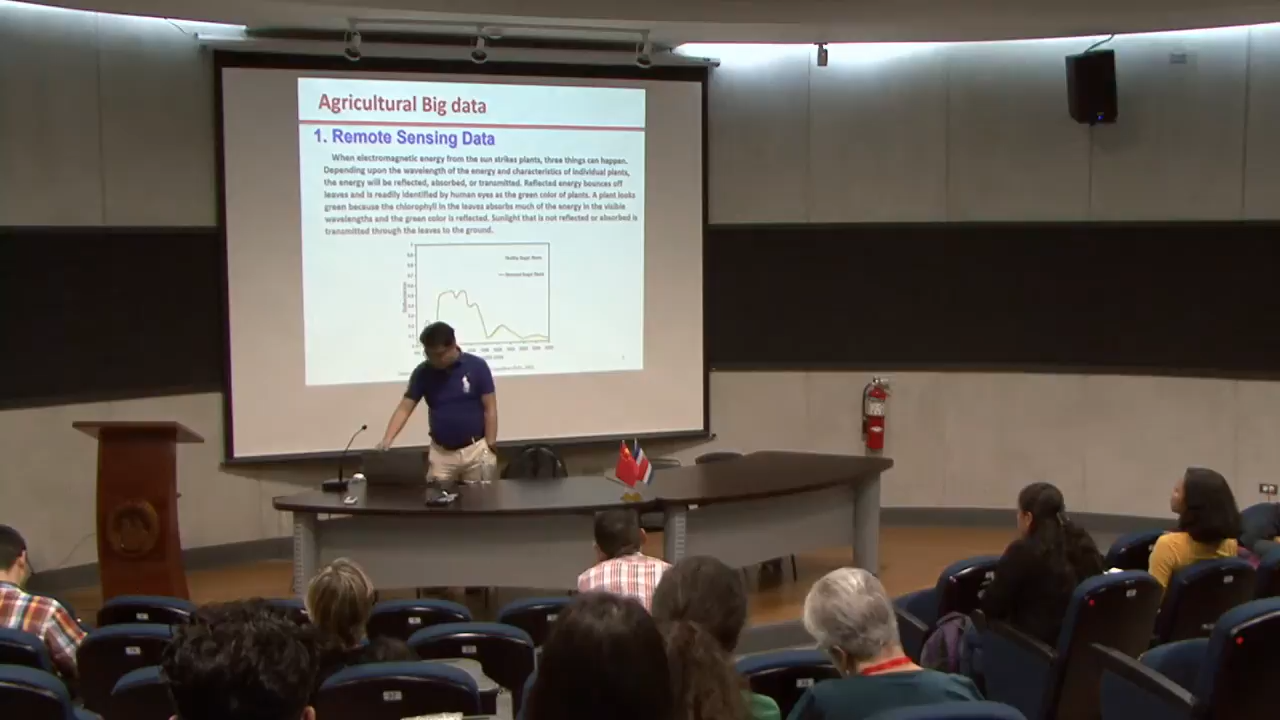 Agricultural Big data
1. Remote Sensing Data
When electromagnetic energy from the sun strikes plants, three things can happen.
Depending upon the wavelength of the energy and characteristics of individual plants,
the energy will be reflected, absorbed, or transmitted. Reflected energy bounces off
leaves and is readily identified by human eyes as the green color of plants. A plant looks
green because the chlorophyll in the leaves absorbs much of the energy in the visible
wavelengths and the green color is reflected. Sunlight that is not reflected or absorbed is
transmitted through the leaves to the ground.